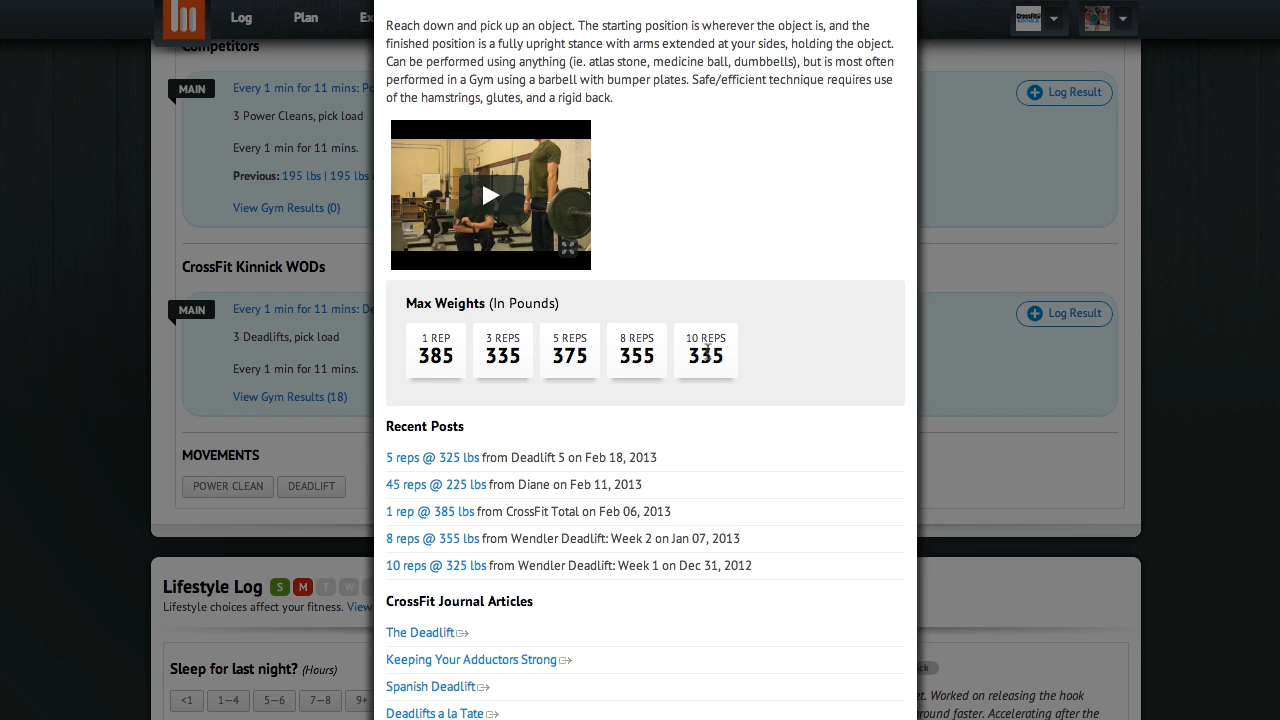 Log
Plan
Ex
Competitors
MAIN
Every 1 min for 11 mins: Po
Log Result
3 Power Cleans, pick load
Every 1 min for 11 mins.
Previous: 195 lbs | 195 lbs
View Gym Results (0)
CrossFit Kinnick WODs
MAIN
Every 1 min for 11 mins: De
Log Result
3 Deadlifts, pick load
Every 1 min for 11 mins.
View Gym Results (18)
MOVEMENTS
POWER CLEAN
DEADLIFT
Lifestyle Log S M T W
Lifestyle choices affect your fitness. View
Sleep for last night? (Hours)
<1
1–4
5–6
7–8
9+
Reach down and pick up an object. The starting position is wherever the object is, and the
finished position is a fully upright stance with arms extended at your sides, holding the object.
Can be performed using anything (ie. atlas stone, medicine ball, dumbbells), but is most often
performed in a Gym using a barbell with bumper plates. Safe/efficient technique requires use
of the hamstrings, glutes, and a rigid back.
Max Weights (In Pounds)
1 REP
385
3 REPS
335
5 REPS
375
8 REPS
355
10 REPS
335
Recent Posts
5 reps @ 325 lbs from Deadlift 5 on Feb 18, 2013
45 reps @ 225 lbs from Diane on Feb 11, 2013
1 rep @ 385 lbs from CrossFit Total on Feb 06, 2013
8 reps @ 355 lbs from Wendler Deadlift: Week 2 on Jan 07, 2013
10 reps @ 325 lbs from Wendler Deadlift: Week 1 on Dec 31, 2012
CrossFit Journal Articles
The Deadlift
Keeping Your Adductors Strong
Spanish Deadlift
Deadlifts a la Tate
ck
et. Worked on releasing the hook
round faster. Accelerating after the